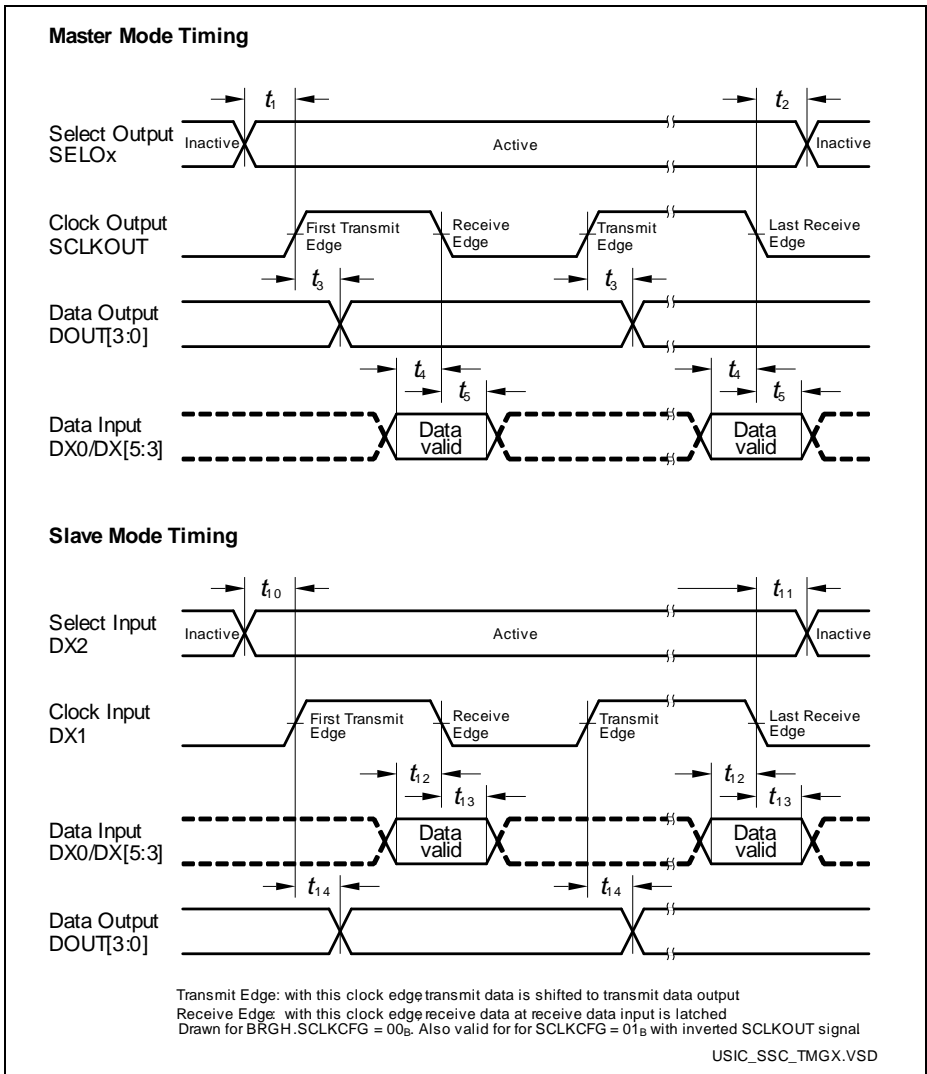 Master Mode Timing
t1
t2
Select Output
SELOx
Inactive
Active
Inactive
Clock Output
SCLKOUT
First Transmit
Edge
Receive
Edge
Transmit
Edge
Last Receive
Edge
t3
t3
Data Output
DOUT[3:0]
t4
t5
t4
t5
Data Input
DX0/DX[5:3]
Data
valid
Data
valid
Slave Mode Timing
t10
t11
Select Input
DX2
Inactive
Active
Inactive
Clock Input
DX1
First Transmit
Edge
Receive
Edge
Transmit
Edge
Last Receive
Edge
t12
t13
t12
t13
Data Input
DX0/DX[5:3]
Data
valid
Data
valid
t14
t14
Data Output
DOUT[3:0]
Transmit Edge: with this clock edge, transmit data is shifted to transmit data output
Receive Edge: with this clock edge, receive data at receive data input is latched
Drawn for BRGH.SCLKCFG = 00B. Also valid for for SCLKCFG = 01B with inverted SCLKOUT signal.
USIC_SSC_TMGX.VSD